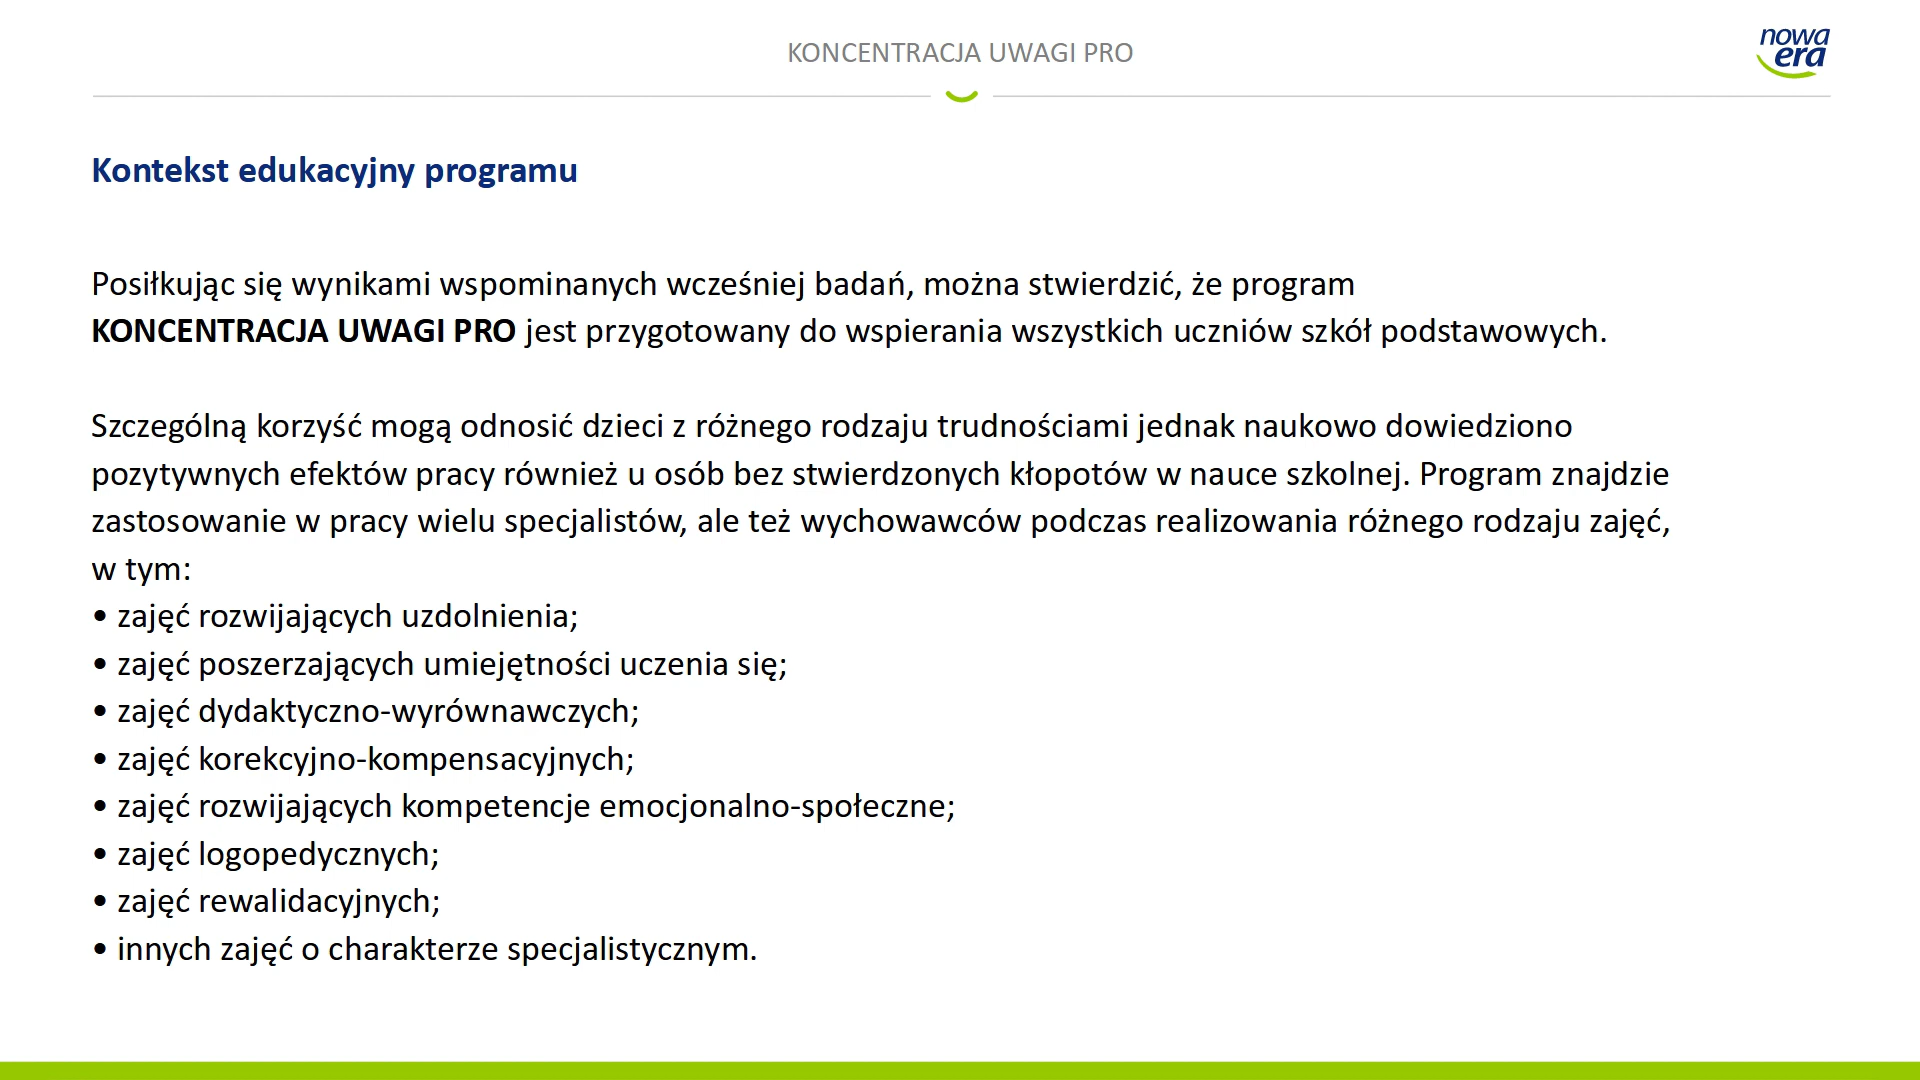 KONCENTRACJA UWAGI PRO
nowa
era
Kontekst edukacyjny programu
Posiłkując się wynikami wspominanych wcześniej badań, można stwierdzić, że program
KONCENTRACJA UWAGI PRO jest przygotowany do wspierania wszystkich uczniów szkół podstawowych.
Szczególną korzyść mogą odnosić dzieci z różnego rodzaju trudnościami jednak naukowo dowiedziono
pozytywnych efektów pracy również u osób bez stwierdzonych kłopotów w nauce szkolnej. Program znajdzie
zastosowanie w pracy wielu specjalistów, ale też wychowawców podczas realizowania różnego rodzaju zajęć,
w tym:
• zajęć rozwijających uzdolnienia;
• zajęć poszerzających umiejętności uczenia się;
• zajęć dydaktyczno-wyrównawczych;
• zajęć korekcyjno-kompensacyjnych;
• zajęć rozwijających kompetencje emocjonalno-społeczne;
• zajęć logopedycznych;
• zajęć rewalidacyjnych;
• innych zajęć o charakterze specjalistycznym.